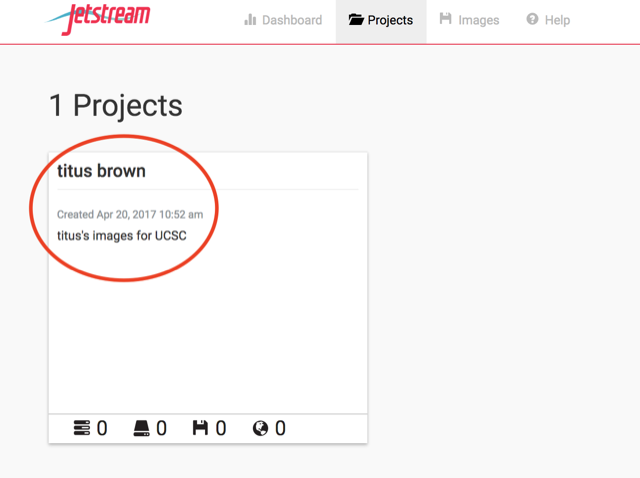 Jetstream
Dashboard Projects Images Help
1 Projects
titus brown
Created Apr 20, 2017 10:52 am
titus's images for UCSC
0 0 0 0